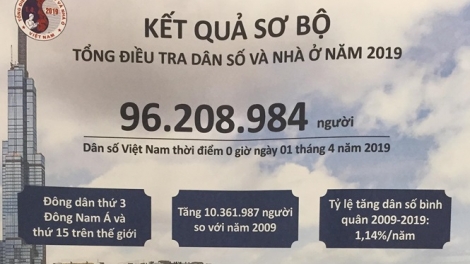 2019
VIỆT NAM
KẾT QUẢ SƠ BỘ
TỔNG ĐIỀU TRA DÂN SỐ VÀ NHÀ Ở NĂM 2019
96.208.984 người
Dân số Việt Nam thời điểm 0 giờ ngày 01 tháng 4 năm 2019
Đông dân thứ 3
Đông Nam Á và
thứ 15 trên thế giới
Tăng 10.361.987 người
so với năm 2009
Tỷ lệ tăng dân số bình
quân 2009-2019:
1,14%/năm